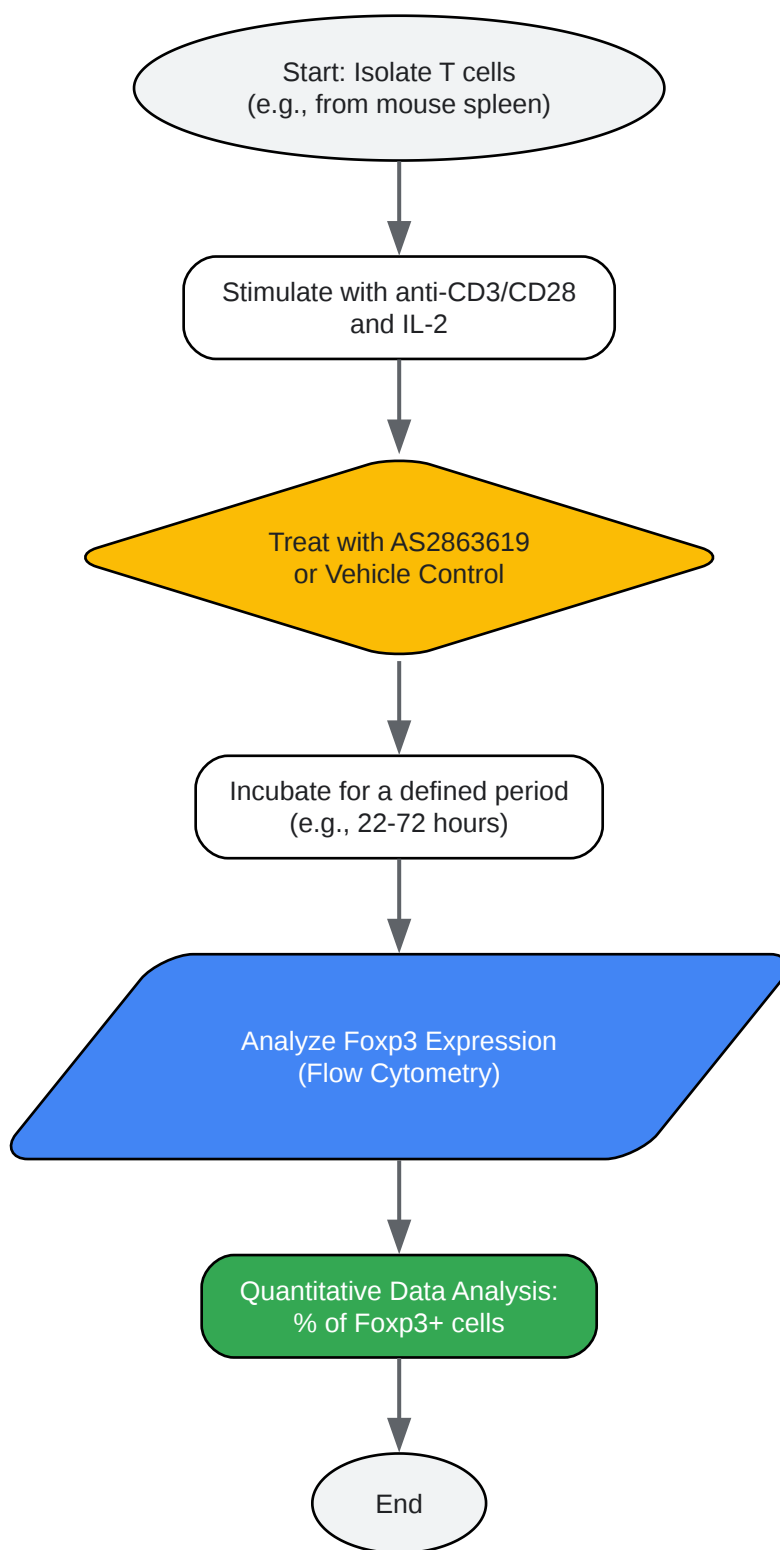 Start: Isolate T cells
(e.g., from mouse spleen)
Stimulate with anti-CD3/CD28
and IL-2
Treat with AS2863619
or Vehicle Control
Incubate for a defined period
(e.g., 22-72 hours)
Analyze Foxp3 Expression
(Flow Cytometry)
Quantitative Data Analysis:
% of Foxp3+ cells
End